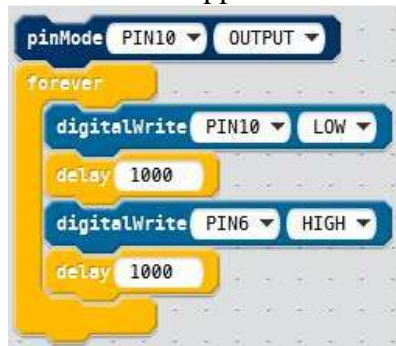 pinMode PIN10 OUTPUT
forever
digitalWrite PIN10 LOW
delay 1000
digitalWrite PIN6 HIGH
delay 1000